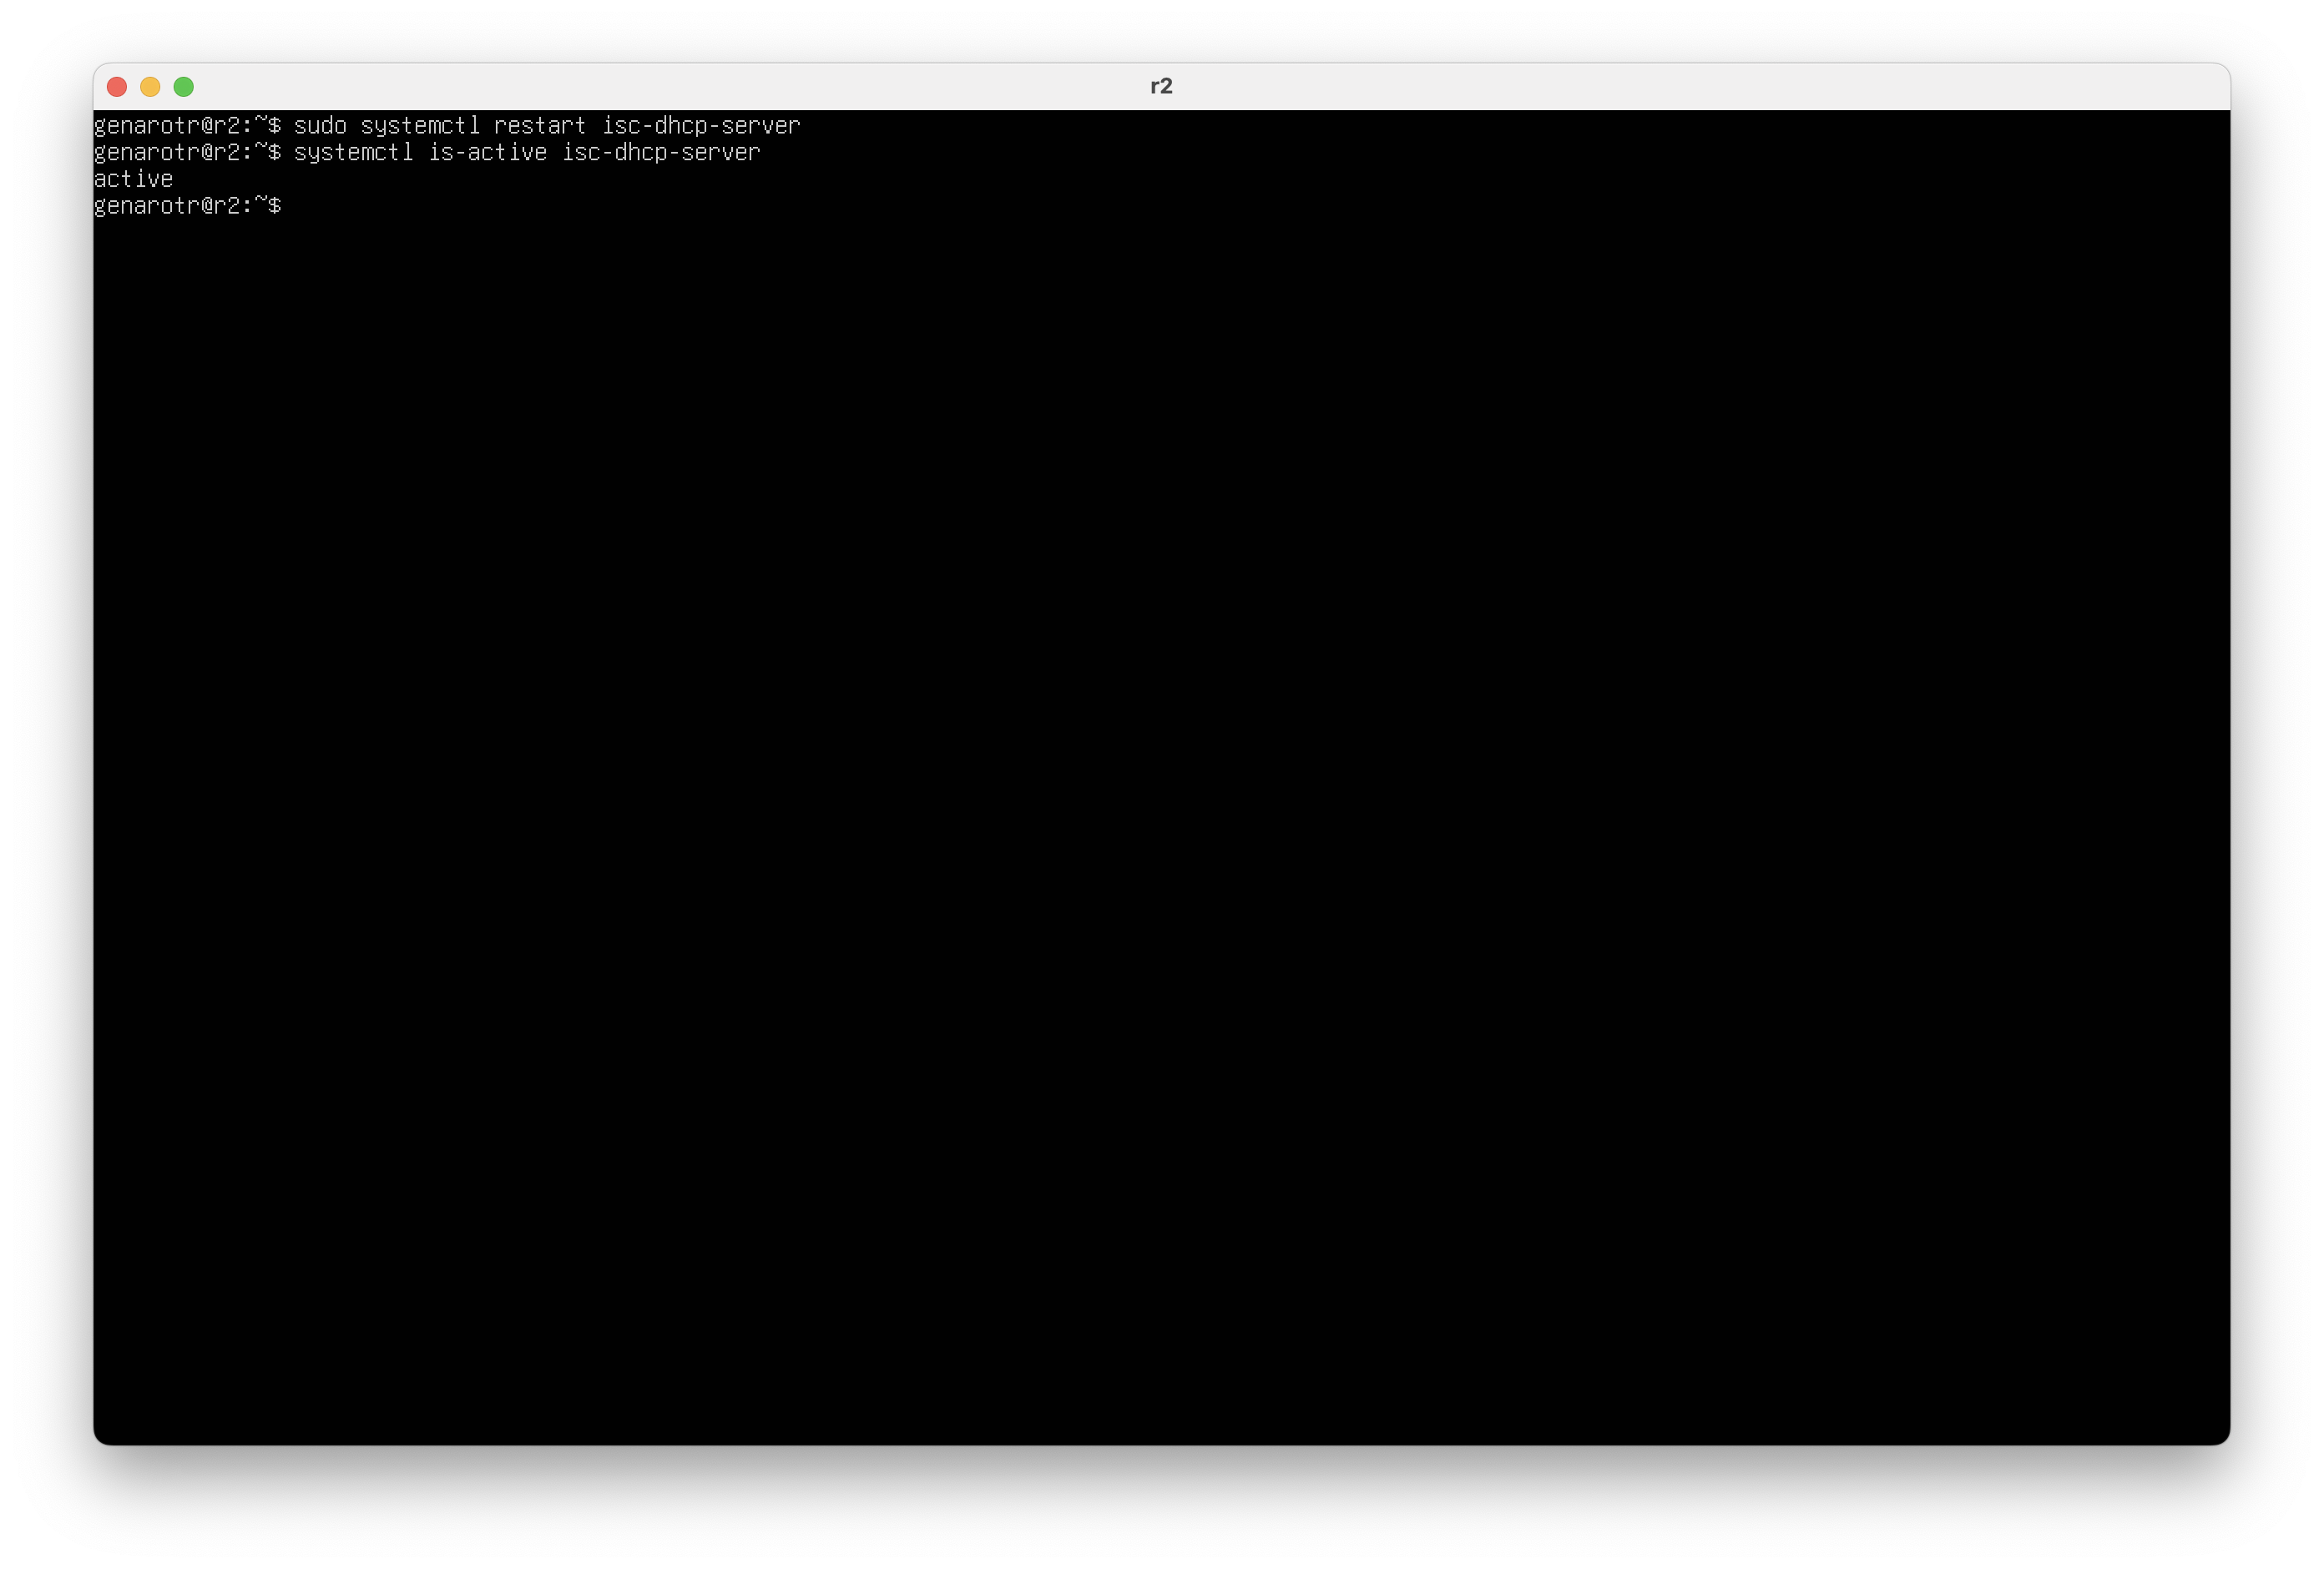 r2
genarotr@r2:~$ sudo systemctl restart isc-dhcp-server
genarotr@r2:~$ systemctl is-active isc-dhcp-server
active
genarotr@r2:~$